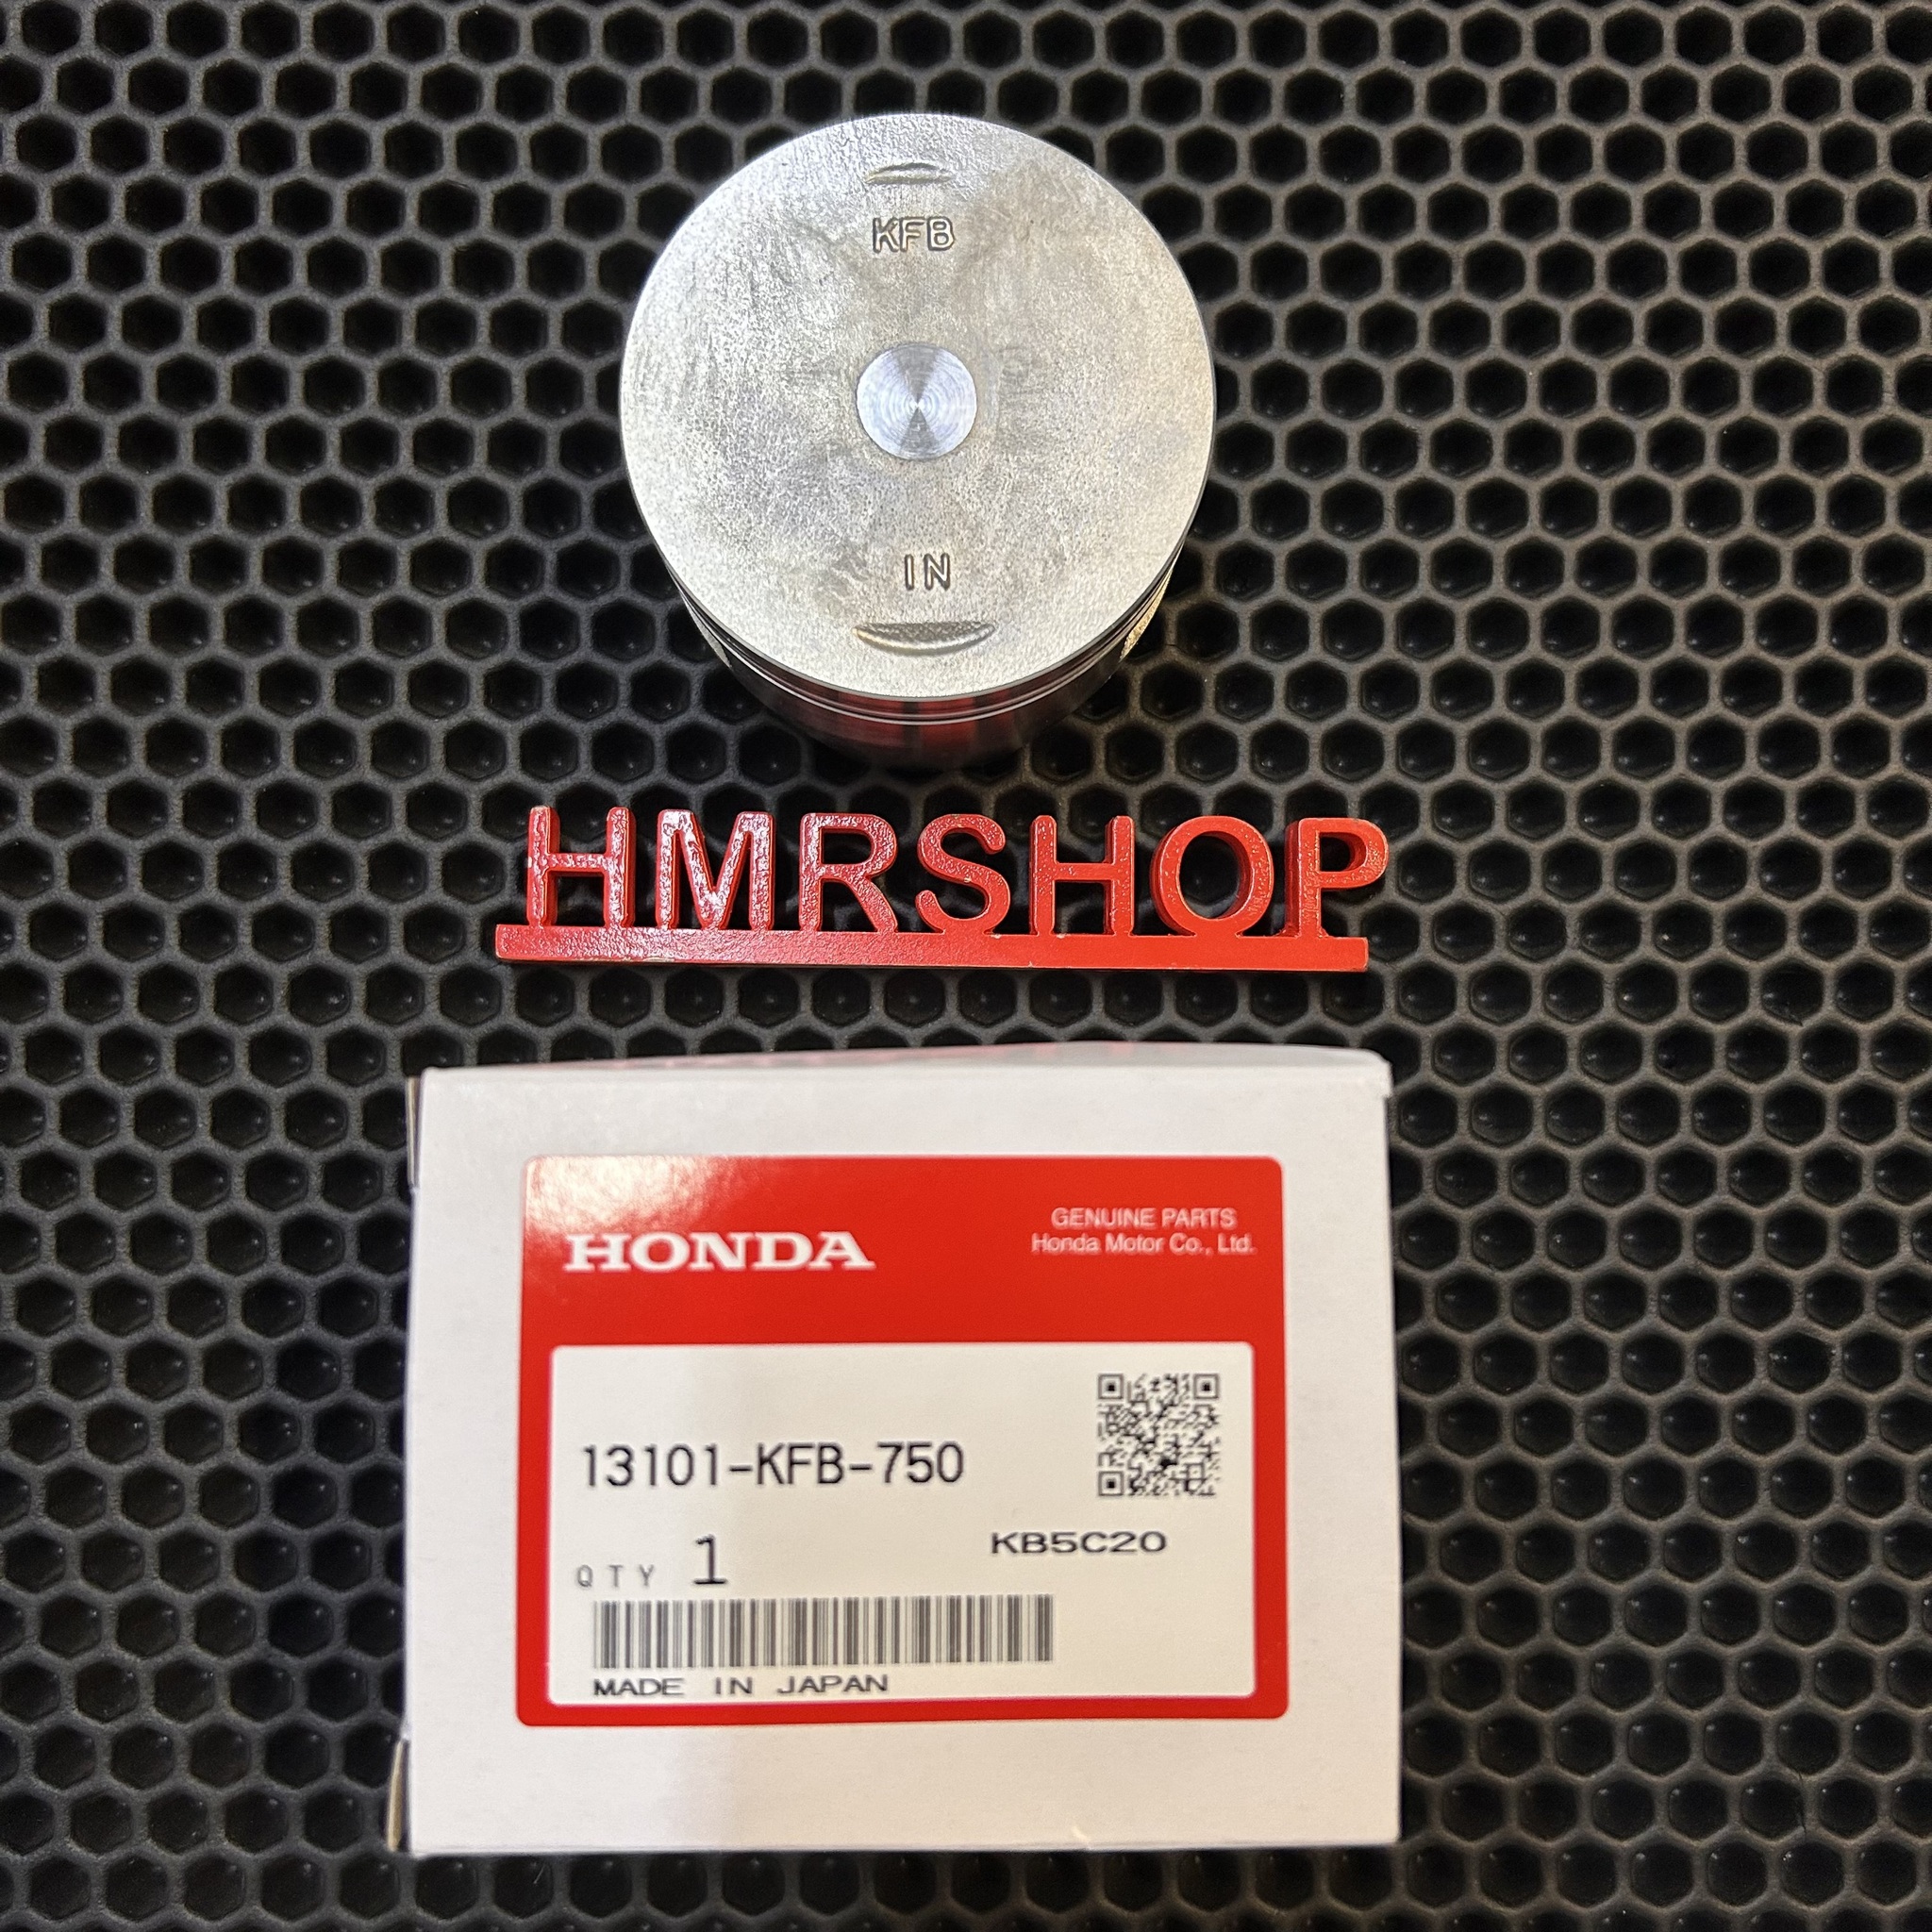 KFB
IN
HMRSHOP
HONDA
GENUINE PARTS
Honda Motor Co., Ltd.
13101-KFB-750
QTY 1
KB5C20
MADE IN JAPAN